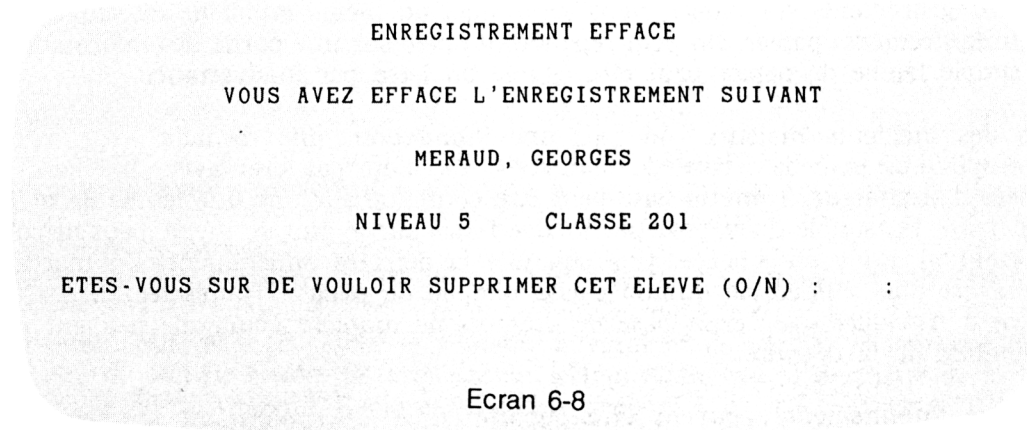 ENREGISTREMENT EFFACE
VOUS AVEZ EFFACE L'ENREGISTREMENT SUIVANT
MERAUD, GEORGES
NIVEAU 5 CLASSE 201
ETES-VOUS SUR DE VOULOIR SUPPRIMER CET ELEVE (O/N) : :
Ecran 6-8